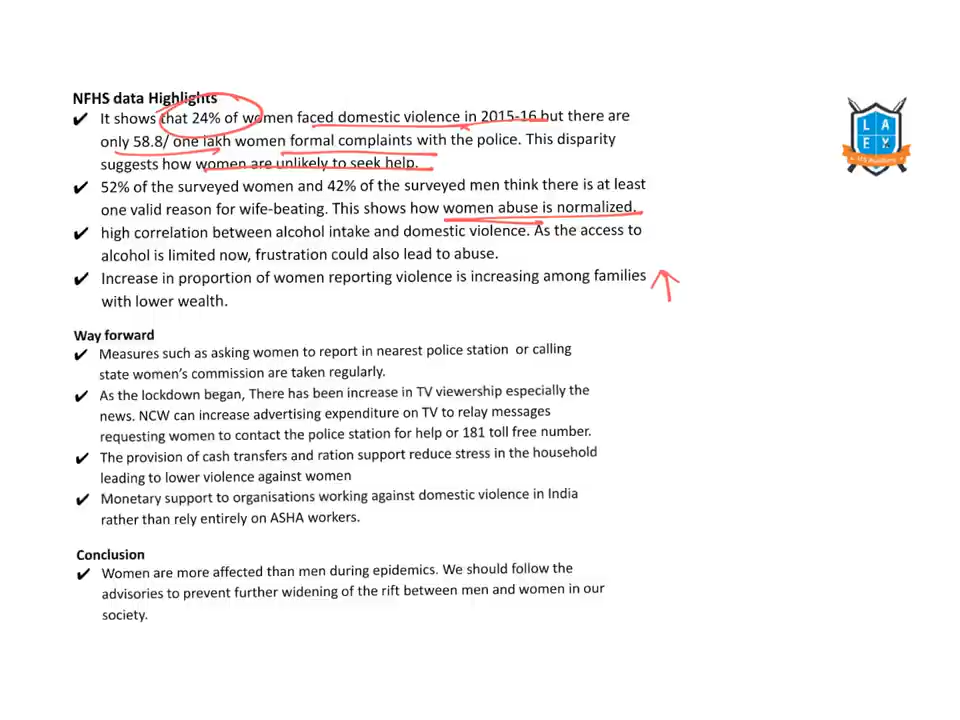 NFHS data Highlights
✔ It shows that 24% of women faced domestic violence in 2015-16 but there are
only 58.8/ one lakh women formal complaints with the police. This disparity
suggests how women are unlikely to seek help.
✔ 52% of the surveyed women and 42% of the surveyed men think there is at least
one valid reason for wife-beating. This shows how women abuse is normalized.
✔ high correlation between alcohol intake and domestic violence. As the access to
alcohol is limited now, frustration could also lead to abuse.
✔ Increase in proportion of women reporting violence is increasing among families
with lower wealth.
Way forward
✔ Measures such as asking women to report in nearest police station or calling
state women's commission are taken regularly.
✔ As the lockdown began, There has been increase in TV viewership especially the
news. NCW can increase advertising expenditure on TV to relay messages
requesting women to contact the police station for help or 181 toll free number.
✔ The provision of cash transfers and ration support reduce stress in the household
leading to lower violence against women
✔ Monetary support to organisations working against domestic violence in India
rather than rely entirely on ASHA workers.
Conclusion
✔ Women are more affected than men during epidemics. We should follow the
advisories to prevent further widening of the rift between men and women in our
society.
L A
E X